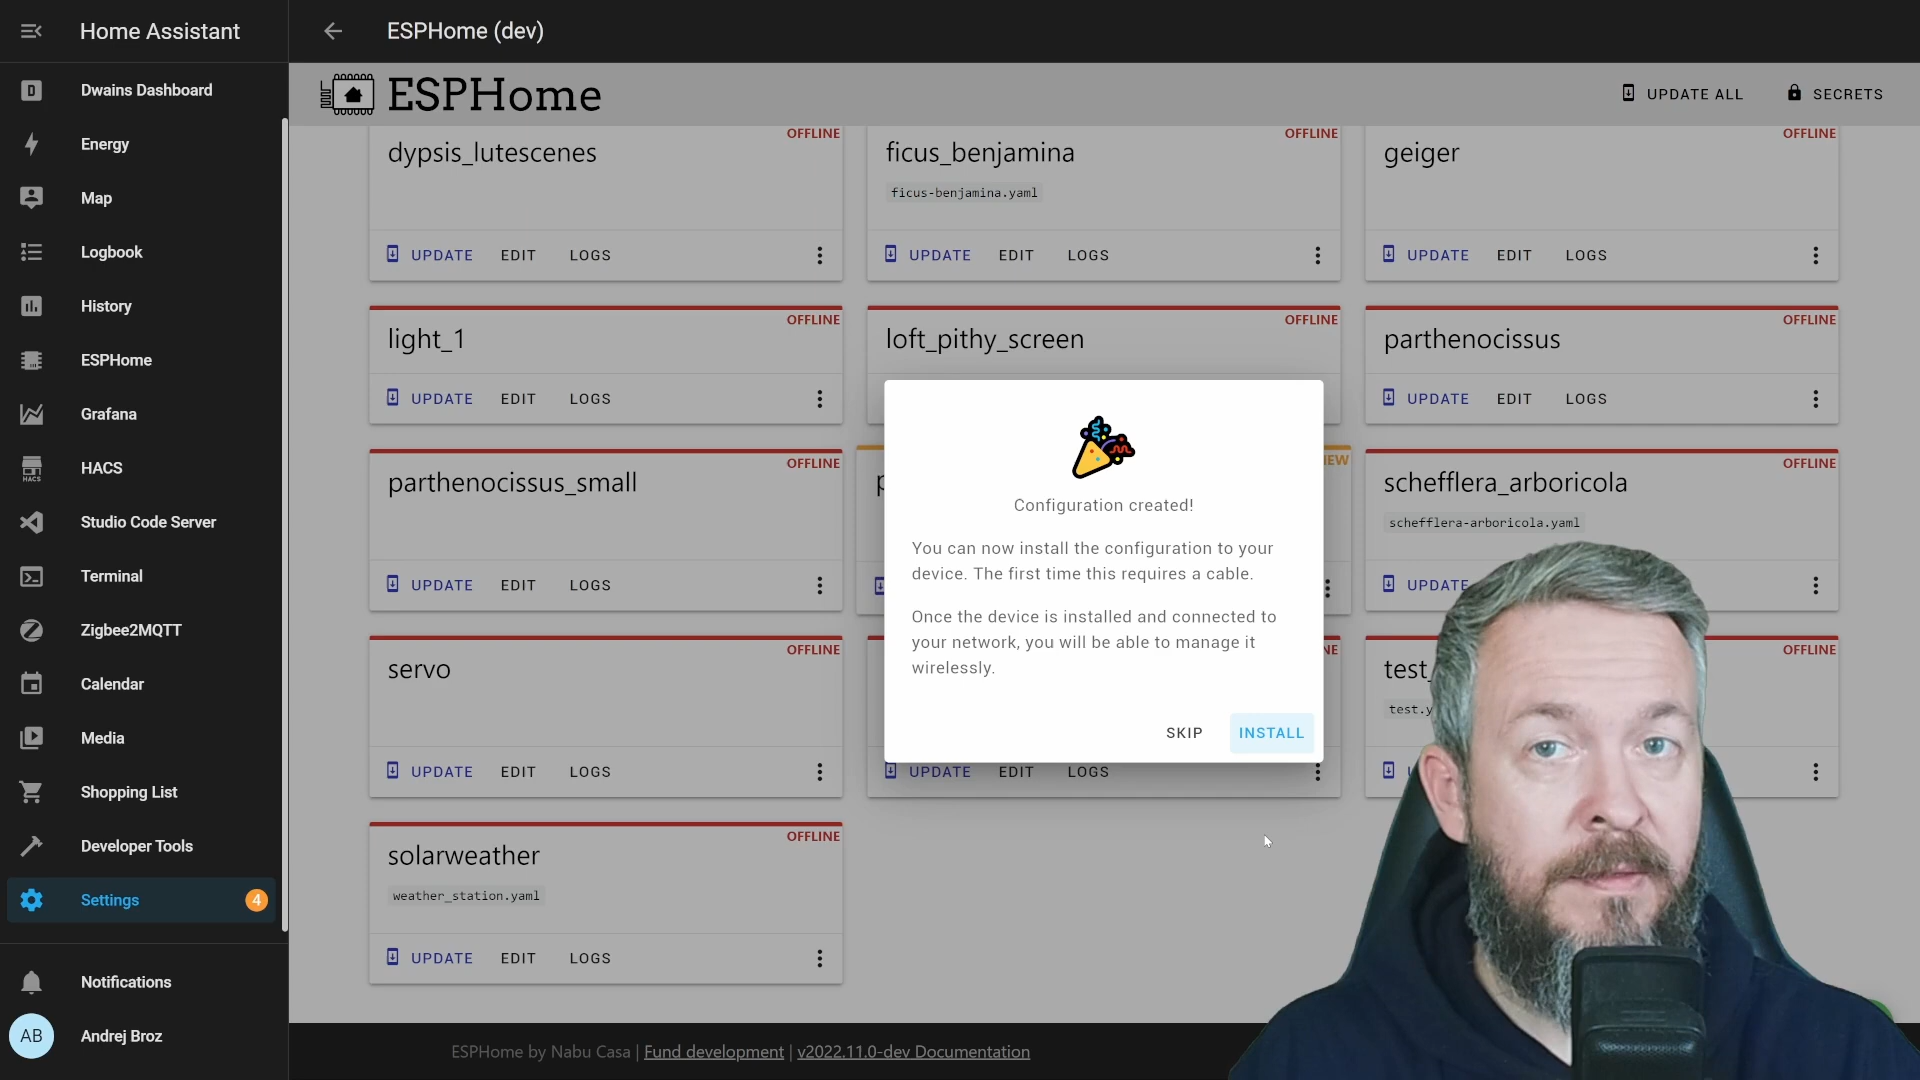 Home Assistant
ESPHome (dev)
D
Dwains Dashboard
Energy
Map
Logbook
History
ESPHome
Grafana
HACS
HACS
Studio Code Server
Terminal
Zigbee2MQTT
Calendar
Media
Shopping List
Developer Tools
Settings
4
Notifications
AB
Andrej Broz
ESPHome
UPDATE ALL
SECRETS
OFFLINE
dypsis_lutescenes
UPDATE EDIT LOGS
OFFLINE
ficus_benjamina
ficus-benjamina.yaml
UPDATE EDIT LOGS
OFFLINE
geiger
UPDATE EDIT LOGS
OFFLINE
light_1
UPDATE EDIT LOGS
OFFLINE
loft_pithy_screen
OFFLINE
parthenocissus
UPDATE EDIT LOGS
OFFLINE
parthenocissus_small
UPDATE EDIT LOGS
OFFLINE
schefflera_arboricola
schefflera-arboricola.yaml
UPDATE
OFFLINE
servo
UPDATE EDIT LOGS
UPDATE EDIT LOGS
OFFLINE
test_
test.y
OFFLINE
solarweather
weather_station.yaml
UPDATE EDIT LOGS
Configuration created!
You can now install the configuration to your
device. The first time this requires a cable.
Once the device is installed and connected to
your network, you will be able to manage it
wirelessly.
SKIP INSTALL
ESPHome by Nabu Casa | Fund development | v2022.11.0-dev Documentation